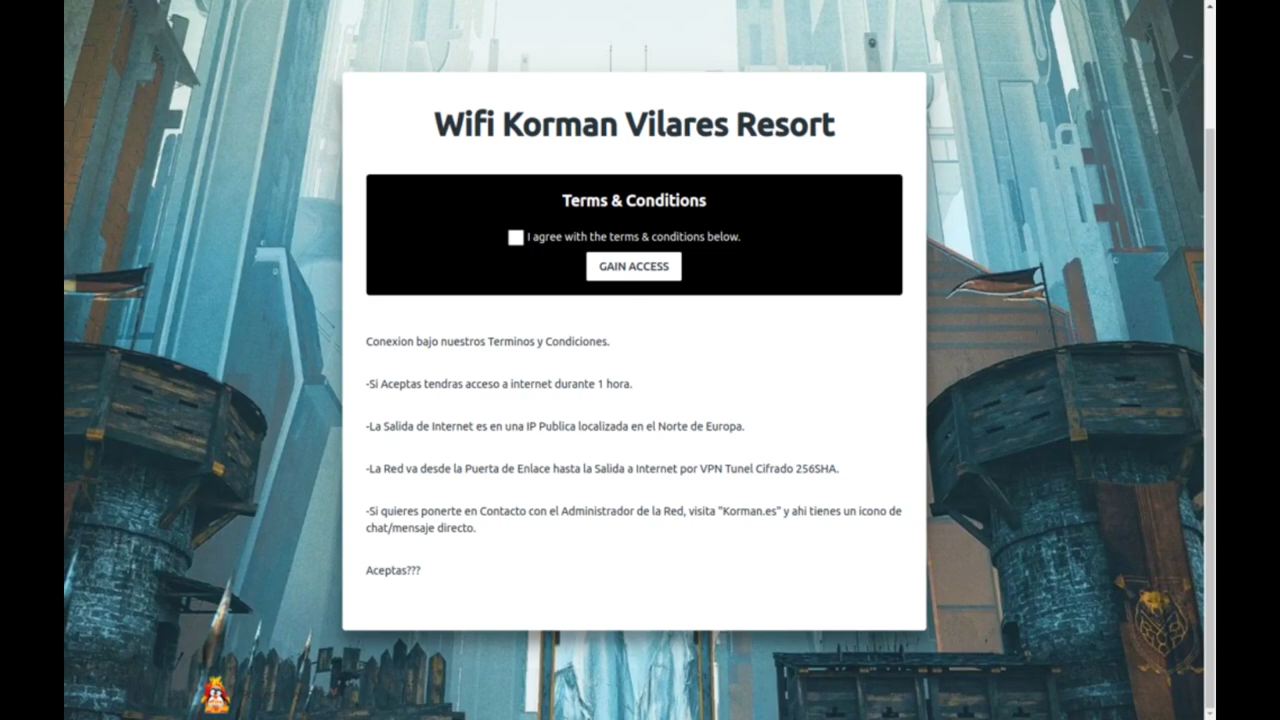 Wifi Korman Vilares Resort
Terms & Conditions
I agree with the terms & conditions below.
GAIN ACCESS
Conexion bajo nuestros Terminos y Condiciones.
-Si Aceptas tendras acceso a internet durante 1 hora.
-La Salida de Internet es en una IP Publica localizada en el Norte de Europa.
-La Red va desde la Puerta de Enlace hasta la Salida a Internet por VPN Tunel Cifrado 256SHA.
-Si quieres ponerte en Contacto con el Administrador de la Red, visita "Korman.es" y ahi tienes un icono de
chat/mensaje directo.
Aceptas???